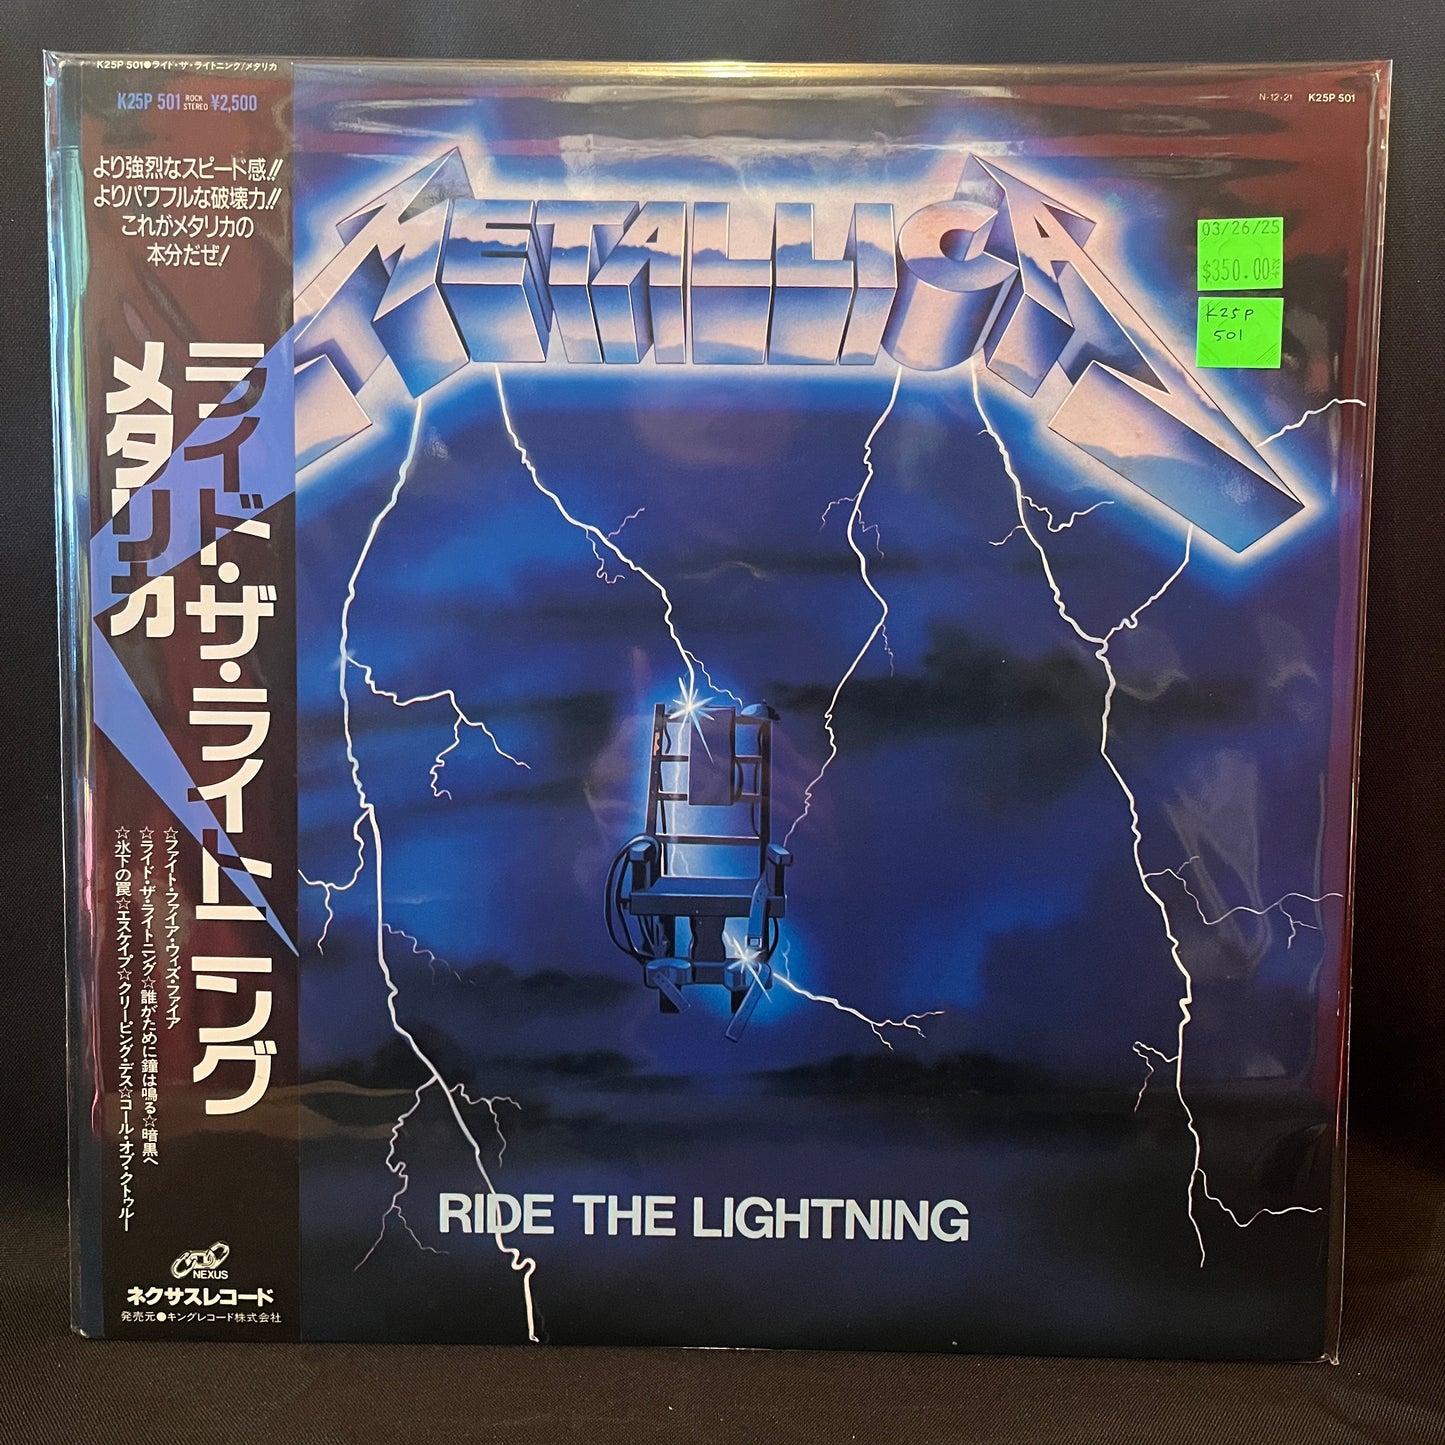 K25P 501●ライド・ザ・ライトニング/メタリカ
K25P 501 ROCK STEREO ¥2,500
より強烈なスピード感!!
よりパワフルな破壊力!!
これがメタリカの
本分だぜ!
ライド・ザ・ライトニング
メタリカ
☆ファイト・ファイア・ウィズ・ファイア
☆ライド・ザ・ライトニング☆誰がために鐘は鳴る☆暗黒へ
☆氷下の罠☆エスケイプ☆クリーピング・デス☆コール・オブ・クトゥルー
NEXUS
ネクサスレコード
発売元●キングレコード株式会社
N-12・21 K25P 501
METALLICA
03/26/25
$350.00
K25P
501
RIDE THE LIGHTNING